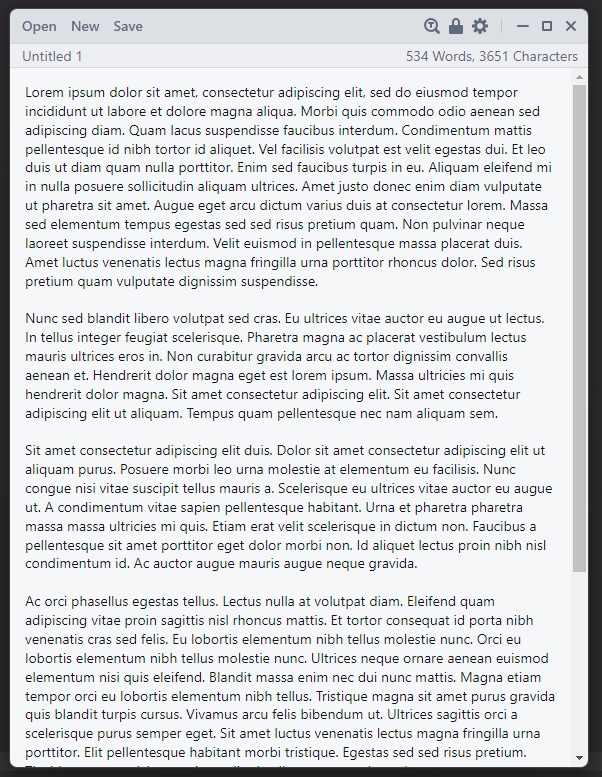 Open New Save
Untitled 1 534 Words, 3651 Characters
Lorem ipsum dolor sit amet, consectetur adipiscing elit, sed do eiusmod tempor
incididunt ut labore et dolore magna aliqua. Morbi quis commodo odio aenean sed
adipiscing diam. Quam lacus suspendisse faucibus interdum. Condimentum mattis
pellentesque id nibh tortor id aliquet. Vel facilisis volutpat est velit egestas dui. Et leo
duis ut diam quam nulla porttitor. Enim sed faucibus turpis in eu. Aliquam eleifend mi
in nulla posuere sollicitudin aliquam ultrices. Amet justo donec enim diam vulputate
ut pharetra sit amet. Augue eget arcu dictum varius duis at consectetur lorem. Massa
sed elementum tempus egestas sed sed risus pretium quam. Non pulvinar neque
laoreet suspendisse interdum. Velit euismod in pellentesque massa placerat duis.
Amet luctus venenatis lectus magna fringilla urna porttitor rhoncus dolor. Sed risus
pretium quam vulputate dignissim suspendisse.
Nunc sed blandit libero volutpat sed cras. Eu ultrices vitae auctor eu augue ut lectus.
In tellus integer feugiat scelerisque. Pharetra magna ac placerat vestibulum lectus
mauris ultrices eros in. Non curabitur gravida arcu ac tortor dignissim convallis
aenean et. Hendrerit dolor magna eget est lorem ipsum. Massa ultricies mi quis
hendrerit dolor magna. Sit amet consectetur adipiscing elit. Sit amet consectetur
adipiscing elit ut aliquam. Tempus quam pellentesque nec nam aliquam sem.
Sit amet consectetur adipiscing elit duis. Dolor sit amet consectetur adipiscing elit ut
aliquam purus. Posuere morbi leo urna molestie at elementum eu facilisis. Nunc
congue nisi vitae suscipit tellus mauris a. Scelerisque eu ultrices vitae auctor eu augue
ut. A condimentum vitae sapien pellentesque habitant. Urna et pharetra pharetra
massa massa ultricies mi quis. Etiam erat velit scelerisque in dictum non. Faucibus a
pellentesque sit amet porttitor eget dolor morbi non. Id aliquet lectus proin nibh nisl
condimentum id. Ac auctor augue mauris augue neque gravida.
Ac orci phasellus egestas tellus. Lectus nulla at volutpat diam. Eleifend quam
adipiscing vitae proin sagittis nisl rhoncus mattis. Et tortor consequat id porta nibh
venenatis cras sed felis. Eu lobortis elementum nibh tellus molestie nunc. Orci eu
lobortis elementum nibh tellus molestie nunc. Ultrices neque ornare aenean euismod
elementum nisi quis eleifend. Blandit massa enim nec dui nunc mattis. Magna etiam
tempor orci eu lobortis elementum nibh tellus. Tristique magna sit amet purus gravida
quis blandit turpis cursus. Vivamus arcu felis bibendum ut. Ultrices sagittis orci a
scelerisque purus semper eget. Sit amet luctus venenatis lectus magna fringilla urna
porttitor. Elit pellentesque habitant morbi tristique. Egestas sed sed risus pretium.